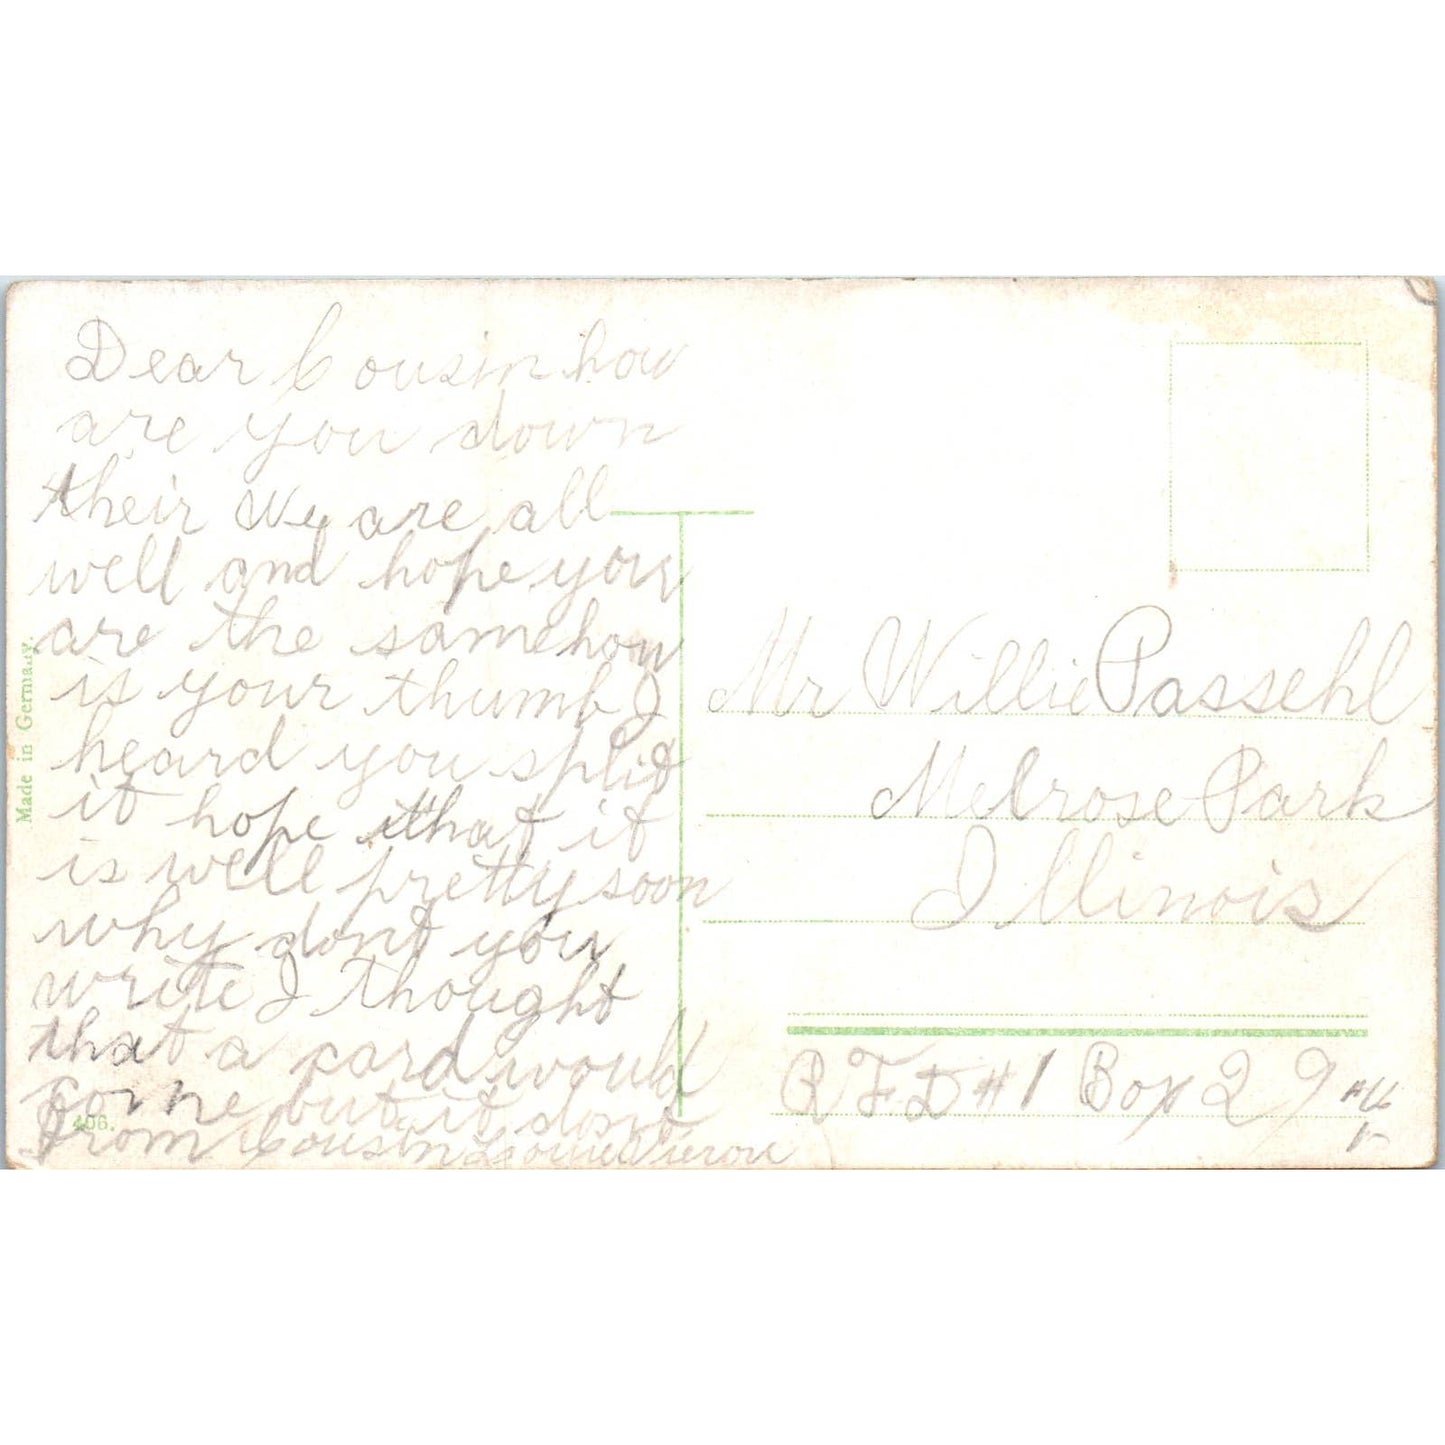 Dear Cousin how
are you down
their We are all
well and hope you
are the same how
is your thumb I
heard you split
it hope that it
is well pretty soon
why dont you
write I thought
that a card would
come but it dont
From Cousin Louie
Mr Willie Passehl
Melrose Park
Illinois
R F D #1 Box 29
Made in Germany.
406.